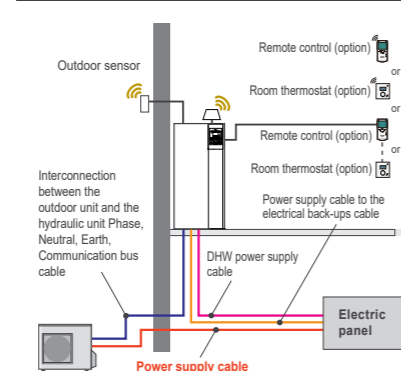 Remote control (option)
or
Outdoor sensor
Room thermostat (option)
or
Remote control (option)
or
Room thermostat (option)
Interconnection
between the
outdoor unit and the
hydraulic unit Phase,
Neutral, Earth,
Communication bus
cable
Power supply cable to the
electrical back-ups cable
DHW power supply
cable
Electric
panel
Power supply cable